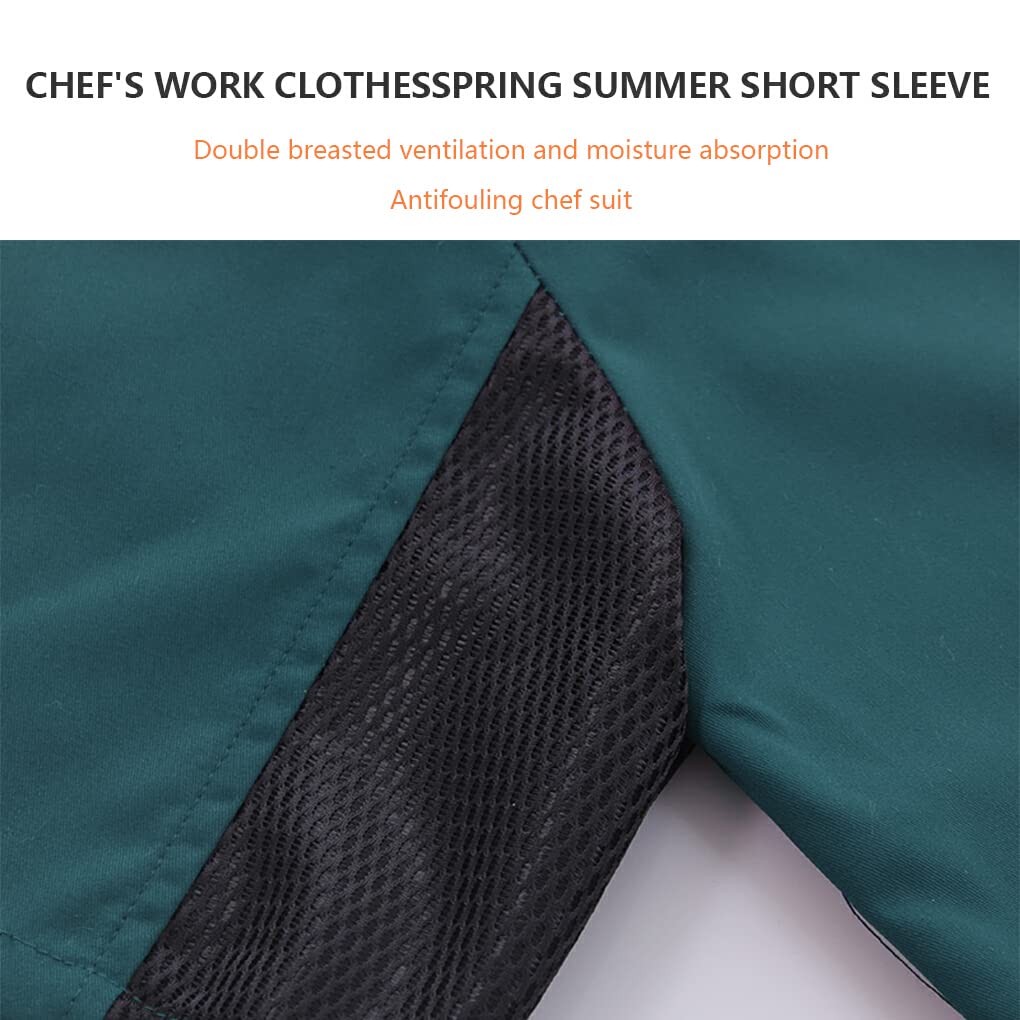 CHEF'S WORK CLOTHESSPRING SUMMER SHORT SLEEVE
Double breasted ventilation and moisture absorption
Antifouling chef suit